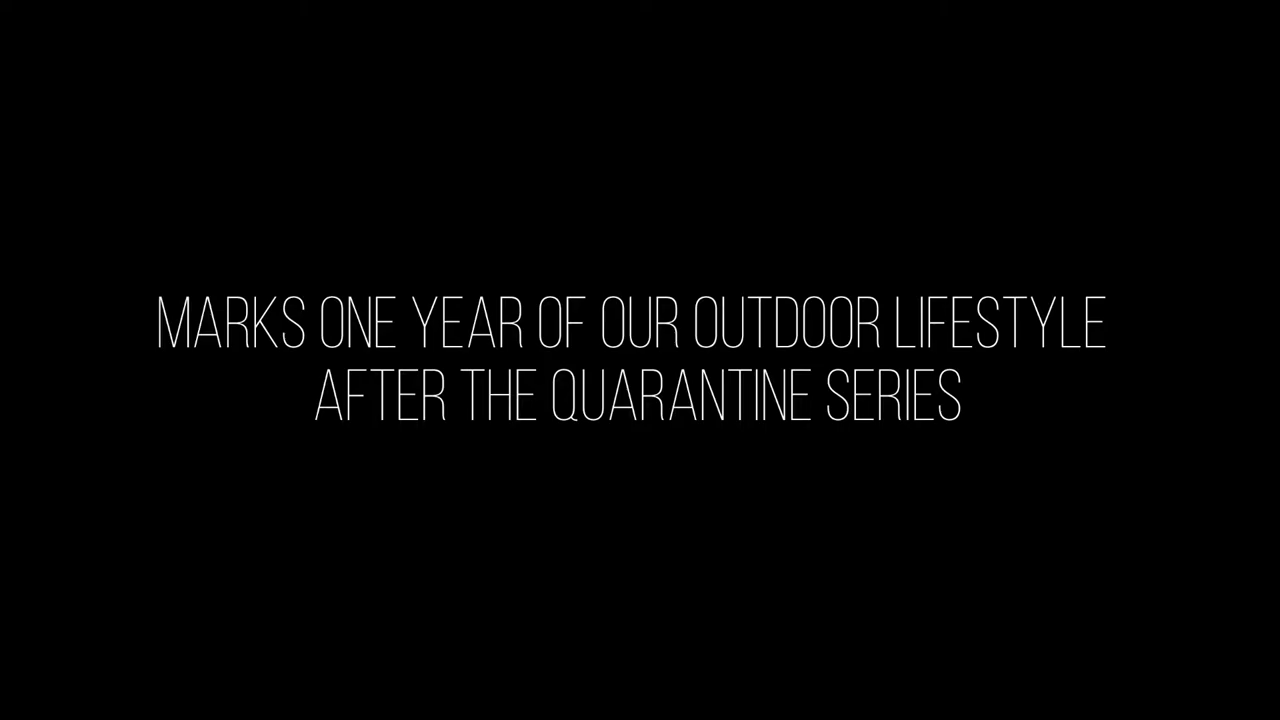 MARKS ONE YEAR OF OUR OUTDOOR LIFESTYLE
AFTER THE QUARANTINE SERIES